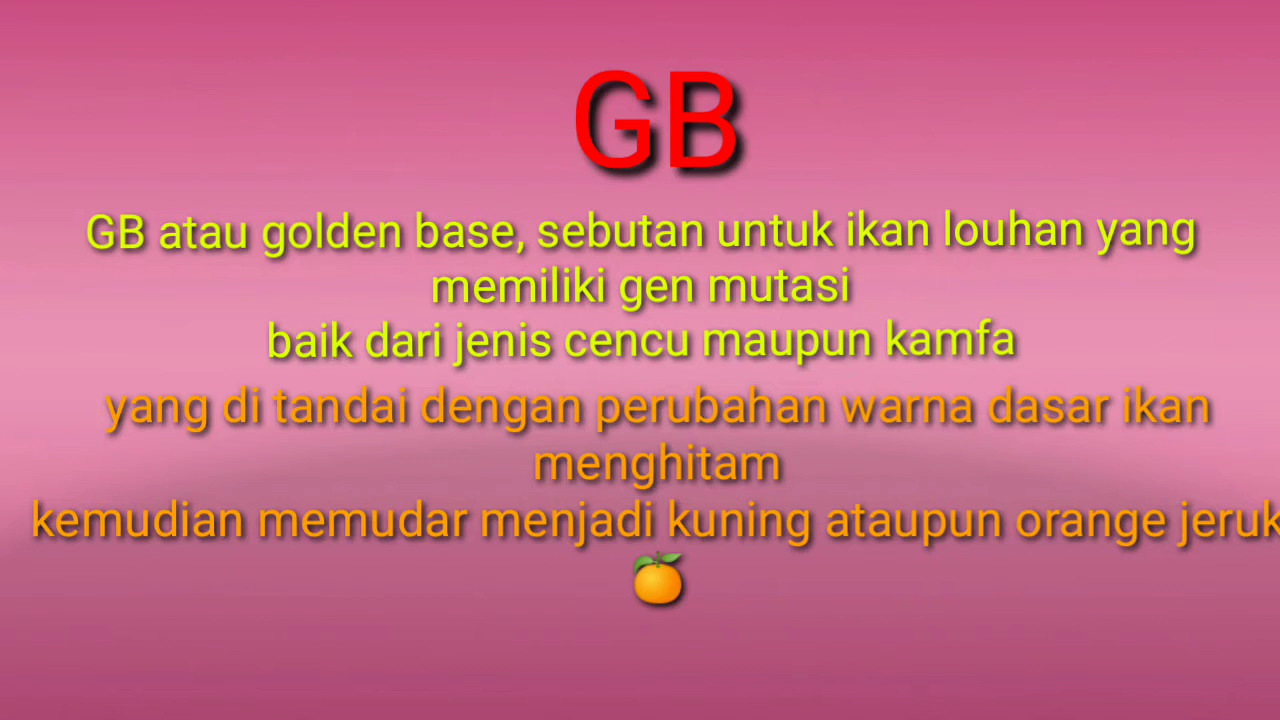 GB
GB atau golden base, sebutan untuk ikan louhan yang
memiliki gen mutasi
baik dari jenis cencu maupun kamfa
yang di tandai dengan perubahan warna dasar ikan
menghitam
kemudian memudar menjadi kuning ataupun orange jeruk
🍊